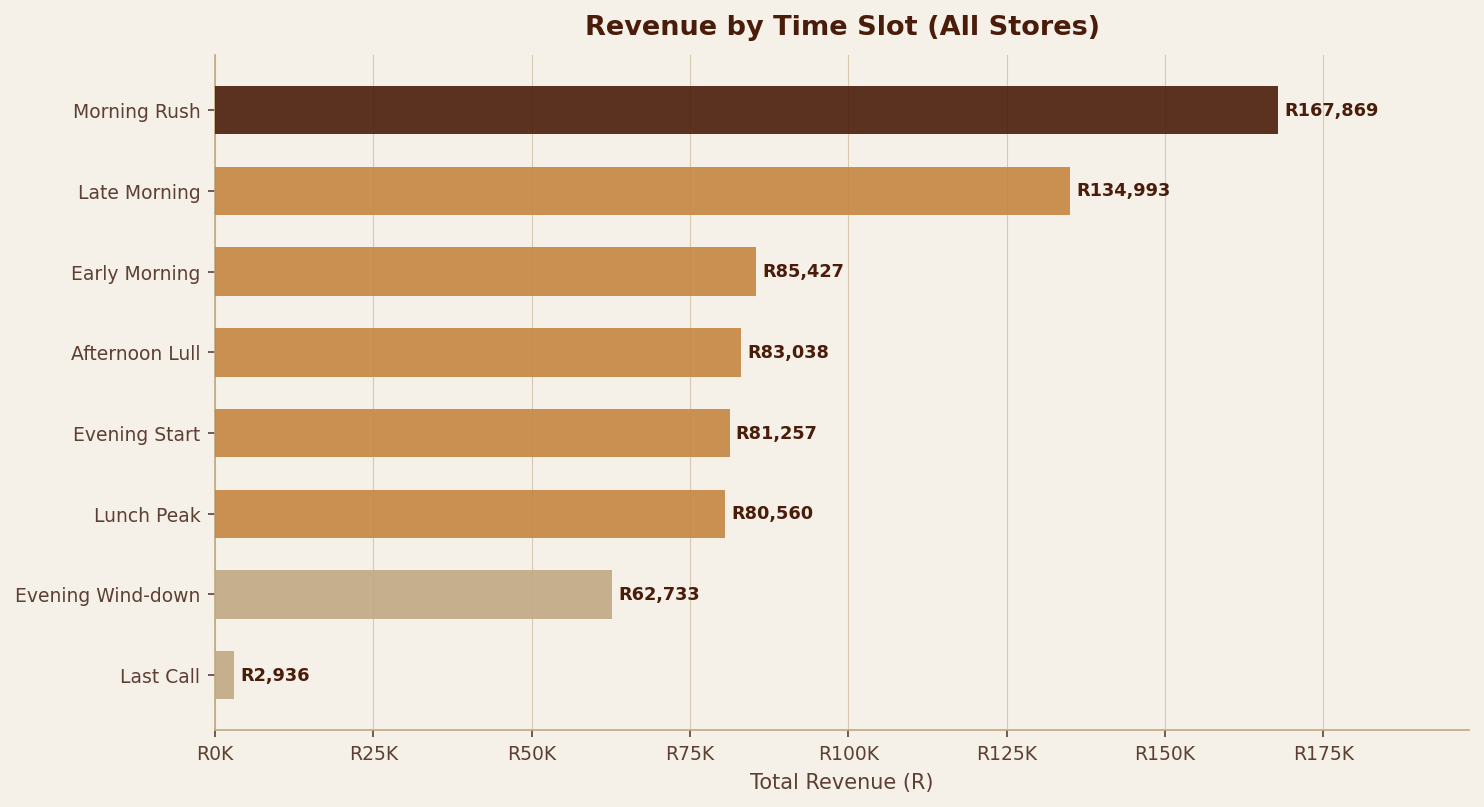 Revenue by Time Slot (All Stores)
Morning Rush R167,869
Late Morning R134,993
Early Morning R85,427
Afternoon Lull R83,038
Evening Start R81,257
Lunch Peak R80,560
Evening Wind-down R62,733
Last Call R2,936
R0K R25K R50K R75K R100K R125K R150K R175K
Total Revenue (R)